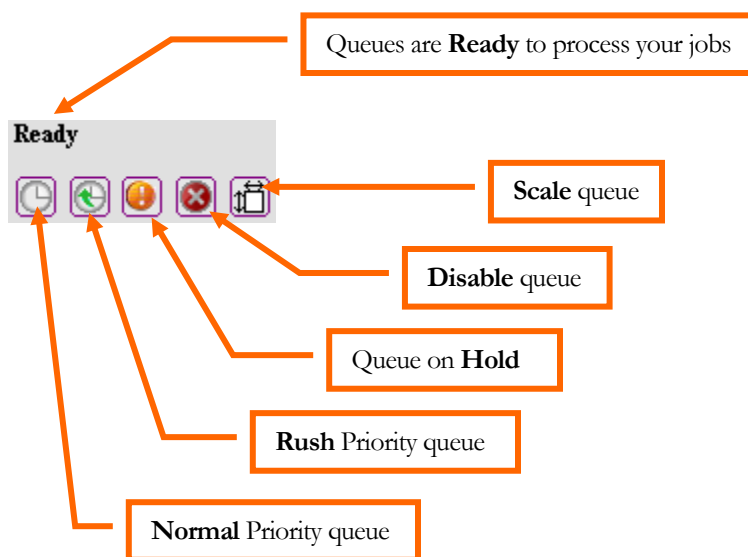 Queues are Ready to process your jobs
Ready
Scale queue
Disable queue
Queue on Hold
Rush Priority queue
Normal Priority queue